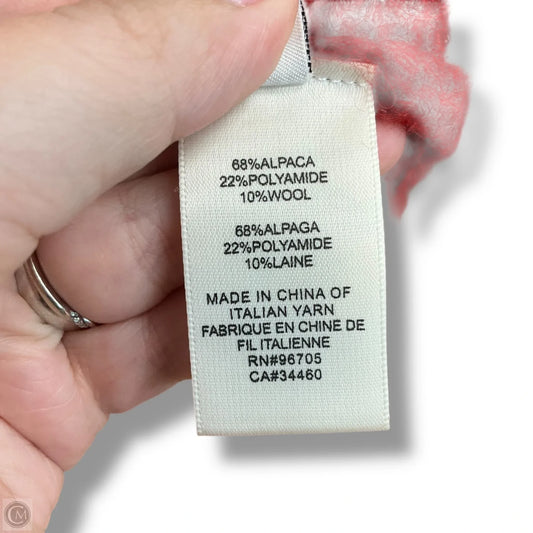 68%ALPACA
22%POLYAMIDE
10%WOOL
68%ALPAGA
22%POLYAMIDE
10%LAINE
MADE IN CHINA OF
ITALIAN YARN
FABRIQUE EN CHINE DE
FIL ITALIENNE
RN#96705
CA#34460
CM